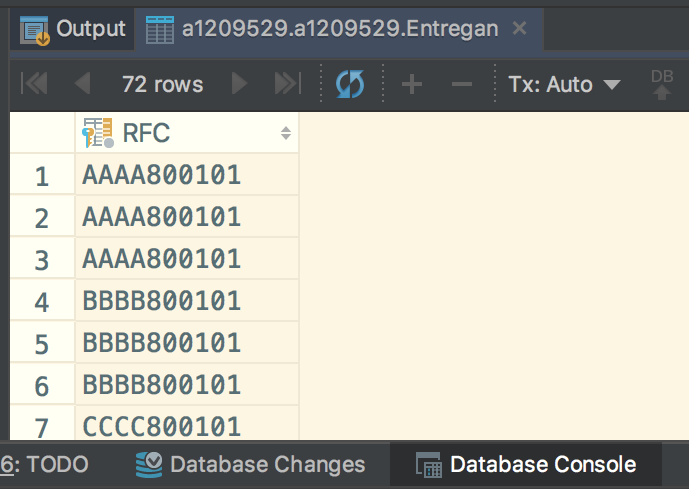 Output a1209529.a1209529.Entregan
72 rows Tx: Auto DB
RFC
1 AAAA800101
2 AAAA800101
3 AAAA800101
4 BBBB800101
5 BBBB800101
6 BBBB800101
7 CCCC800101
6: TODO Database Changes Database Console